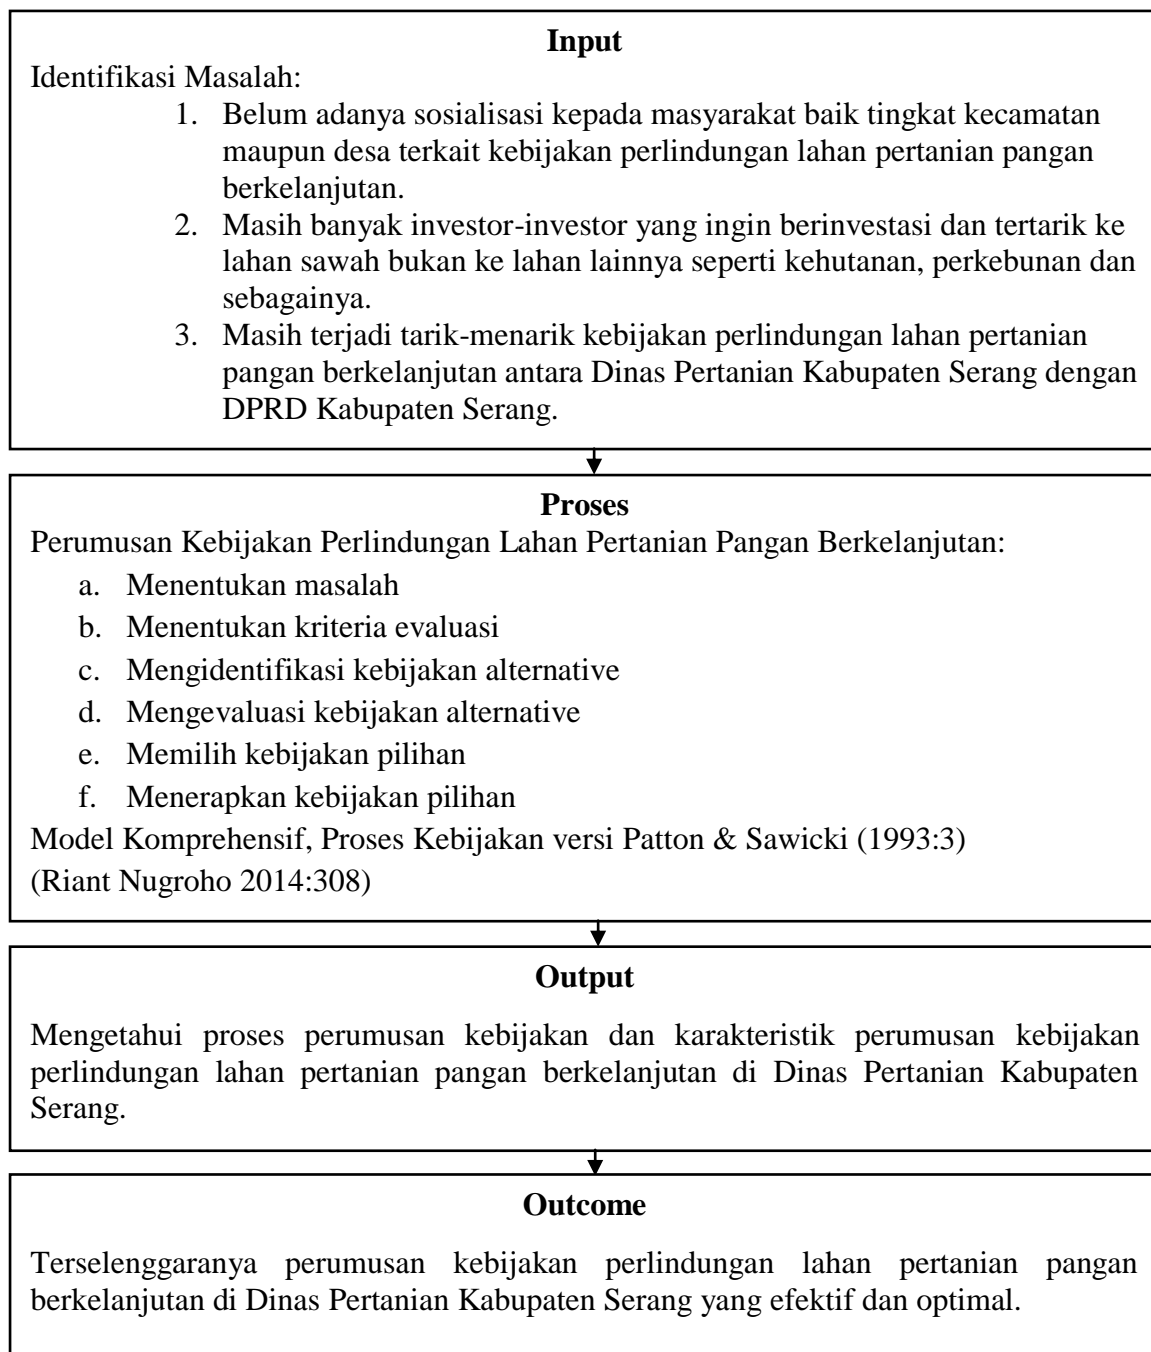 Input
Identifikasi Masalah:
1. Belum adanya sosialisasi kepada masyarakat baik tingkat kecamatan
maupun desa terkait kebijakan perlindungan lahan pertanian pangan
berkelanjutan.
2. Masih banyak investor-investor yang ingin berinvestasi dan tertarik ke
lahan sawah bukan ke lahan lainnya seperti kehutanan, perkebunan dan
sebagainya.
3. Masih terjadi tarik-menarik kebijakan perlindungan lahan pertanian
pangan berkelanjutan antara Dinas Pertanian Kabupaten Serang dengan
DPRD Kabupaten Serang.
Proses
Perumusan Kebijakan Perlindungan Lahan Pertanian Pangan Berkelanjutan:
a. Menentukan masalah
b. Menentukan kriteria evaluasi
c. Mengidentifikasi kebijakan alternative
d. Mengevaluasi kebijakan alternative
e. Memilih kebijakan pilihan
f. Menerapkan kebijakan pilihan
Model Komprehensif, Proses Kebijakan versi Patton & Sawicki (1993:3)
(Riant Nugroho 2014:308)
Output
Mengetahui proses perumusan kebijakan dan karakteristik perumusan kebijakan
perlindungan lahan pertanian pangan berkelanjutan di Dinas Pertanian Kabupaten
Serang.
Outcome
Terselenggaranya perumusan kebijakan perlindungan lahan pertanian pangan
berkelanjutan di Dinas Pertanian Kabupaten Serang yang efektif dan optimal.